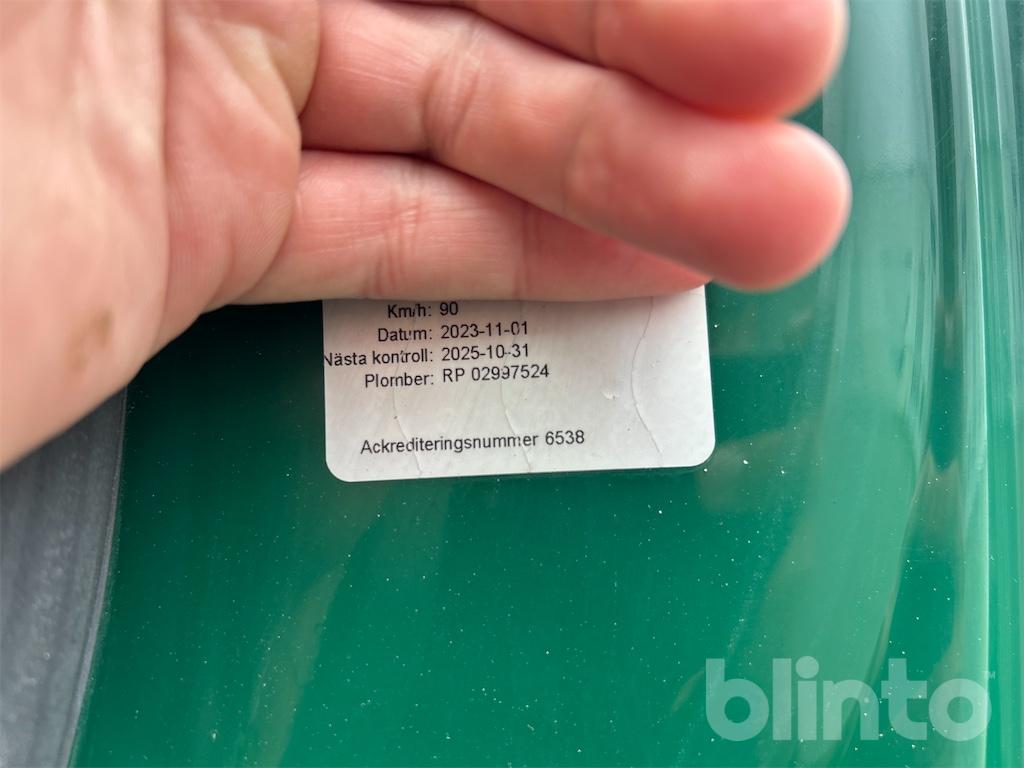 Km/h: 90
Datum: 2023-11-01
Nästa kontroll: 2025-10-31
Plomber: RP 02997524
Ackrediteringsnummer 6538
blinto